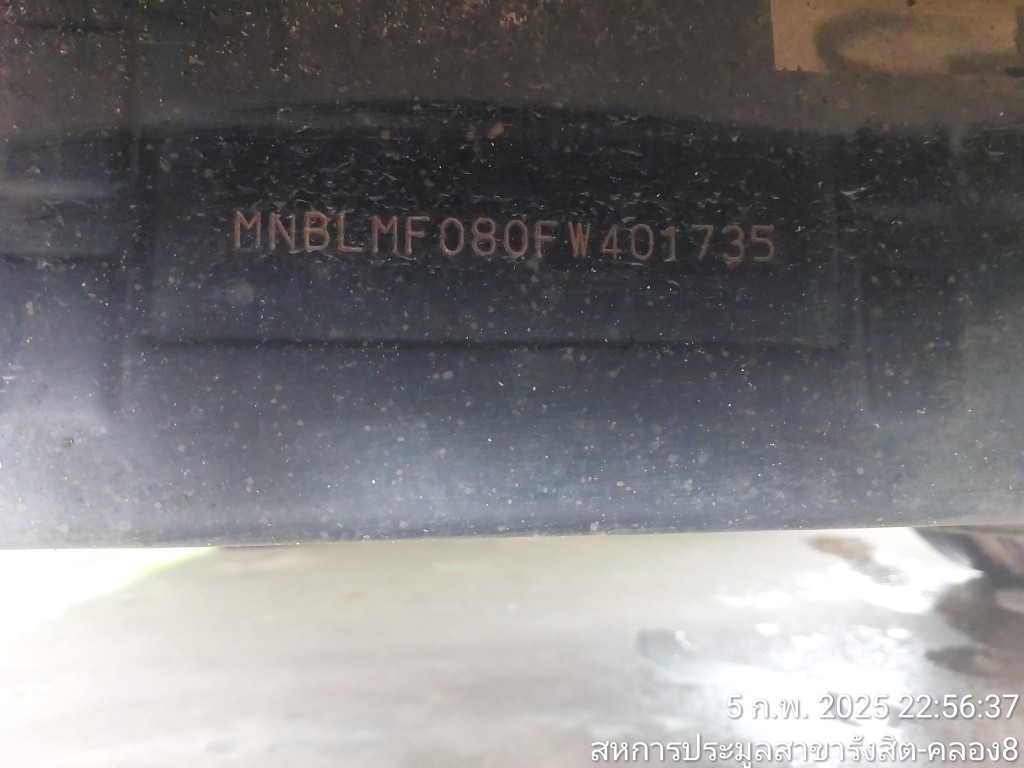 MNBLMF080FW401735
5 ก.พ. 2025 22:56:37
สหการประมูลสาขารังสิต-คลอง8